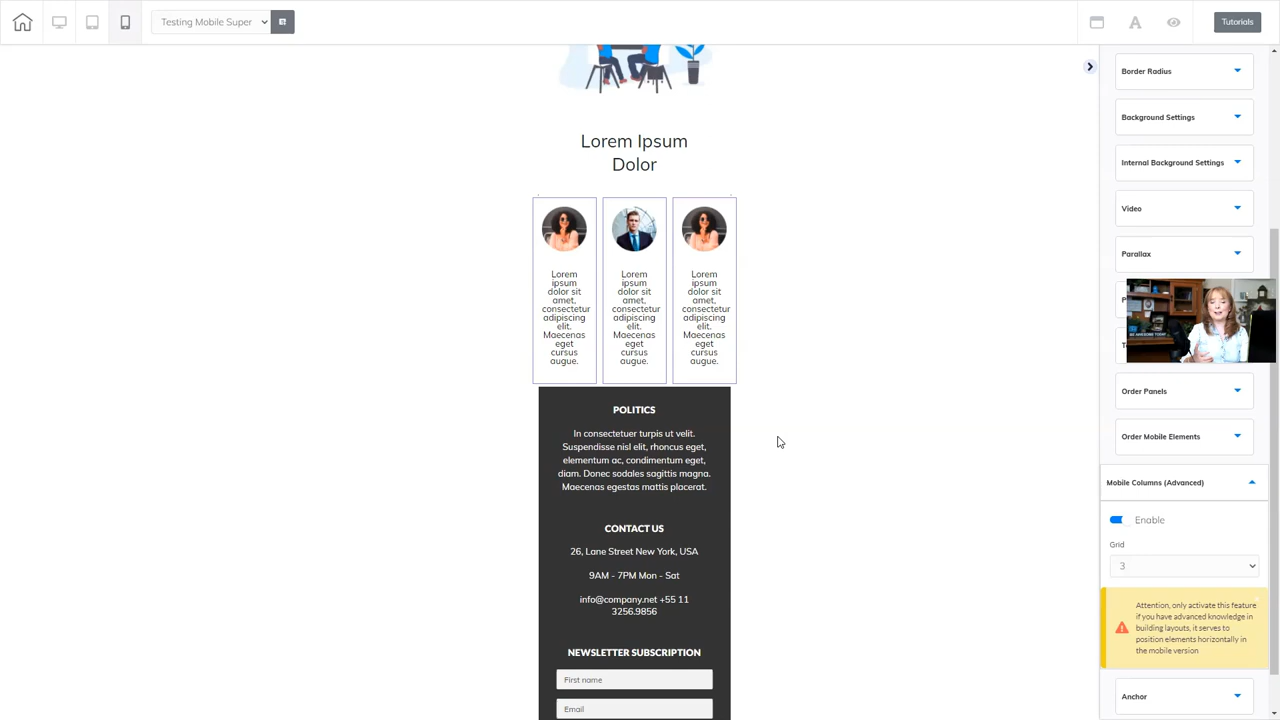 Testing Mobile Super
Tutorials
Lorem Ipsum
Dolor
Lorem
ipsum
dolor sit
amet,
consectetur
adipiscing
elit.
Maecenas
eget
cursus
augue.
Lorem
ipsum
dolor sit
amet,
consectetur
adipiscing
elit.
Maecenas
eget
cursus
augue.
Lorem
ipsum
dolor sit
amet,
consectetur
adipiscing
elit.
Maecenas
eget
cursus
augue.
POLITICS
In consectetuer turpis ut velit.
Suspendisse nisl elit, rhoncus eget,
elementum ac, condimentum eget,
diam. Donec sodales sagittis magna.
Maecenas egestas mattis placerat.
CONTACT US
26, Lane Street New York, USA
9AM - 7PM Mon - Sat
info@company.net +55 11
3256.9856
NEWSLETTER SUBSCRIPTION
First name
Email
Border Radius
Background Settings
Internal Background Settings
Video
Parallax
BE AWESOME TODAY
Order Panels
Order Mobile Elements
Mobile Columns (Advanced)
Enable
Grid
3
Attention, only activate this feature
if you have advanced knowledge in
building layouts, it serves to
position elements horizontally in
the mobile version
Anchor